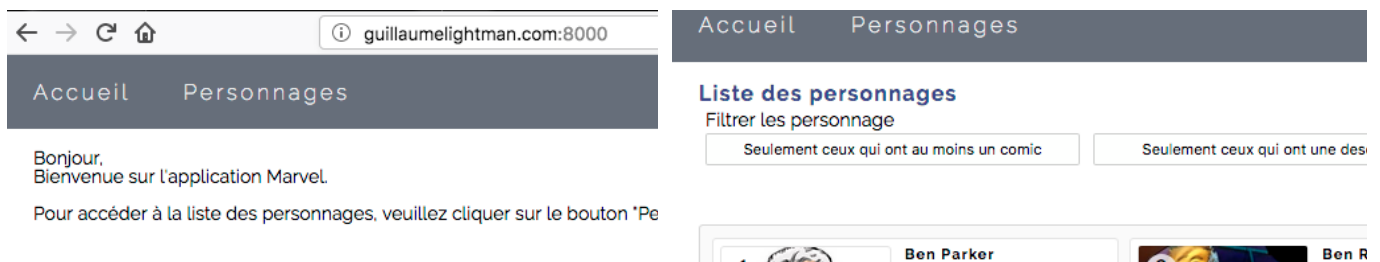 guillaumelightman.com:8000
Accueil Personnages
Bonjour,
Bienvenue sur l'application Marvel.
Pour accéder à la liste des personnages, veuillez cliquer sur le bouton "Pe
Accueil Personnages
Liste des personnages
Filtrer les personnage
Seulement ceux qui ont au moins un comic
Seulement ceux qui ont une des
Ben Parker
Ben R